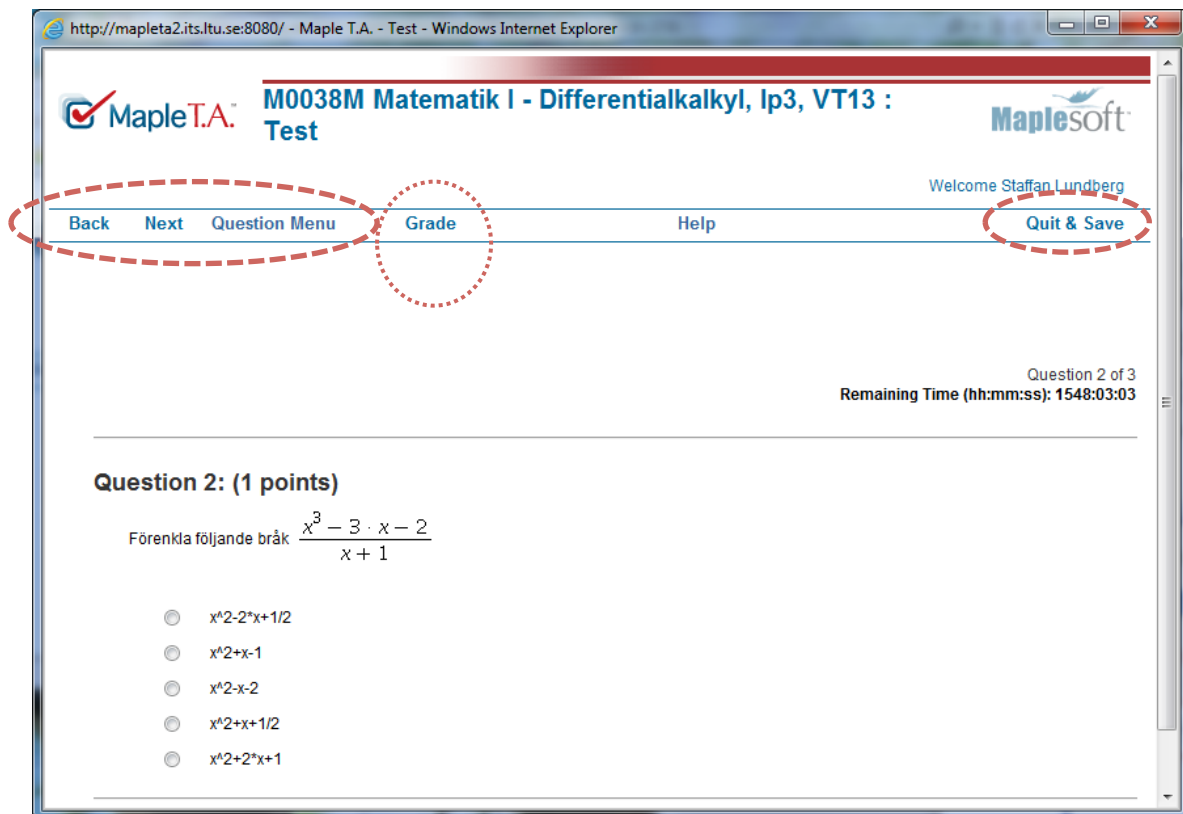 http://mapleta2.its.ltu.se:8080/ - Maple T.A. - Test - Windows Internet Explorer
MapleT.A.™
M0038M Matematik I - Differentialkalkyl, lp3, VT13 :
Test
Maplesoft™
Welcome Staffan Lundberg
Back Next Question Menu Grade Help Quit & Save
Question 2 of 3
Remaining Time (hh:mm:ss): 1548:03:03
Question 2: (1 points)
Förenkla följande bråk (x^3 − 3 · x − 2)/(x + 1)
x^2-2*x+1/2
x^2+x-1
x^2-x-2
x^2+x+1/2
x^2+2*x+1